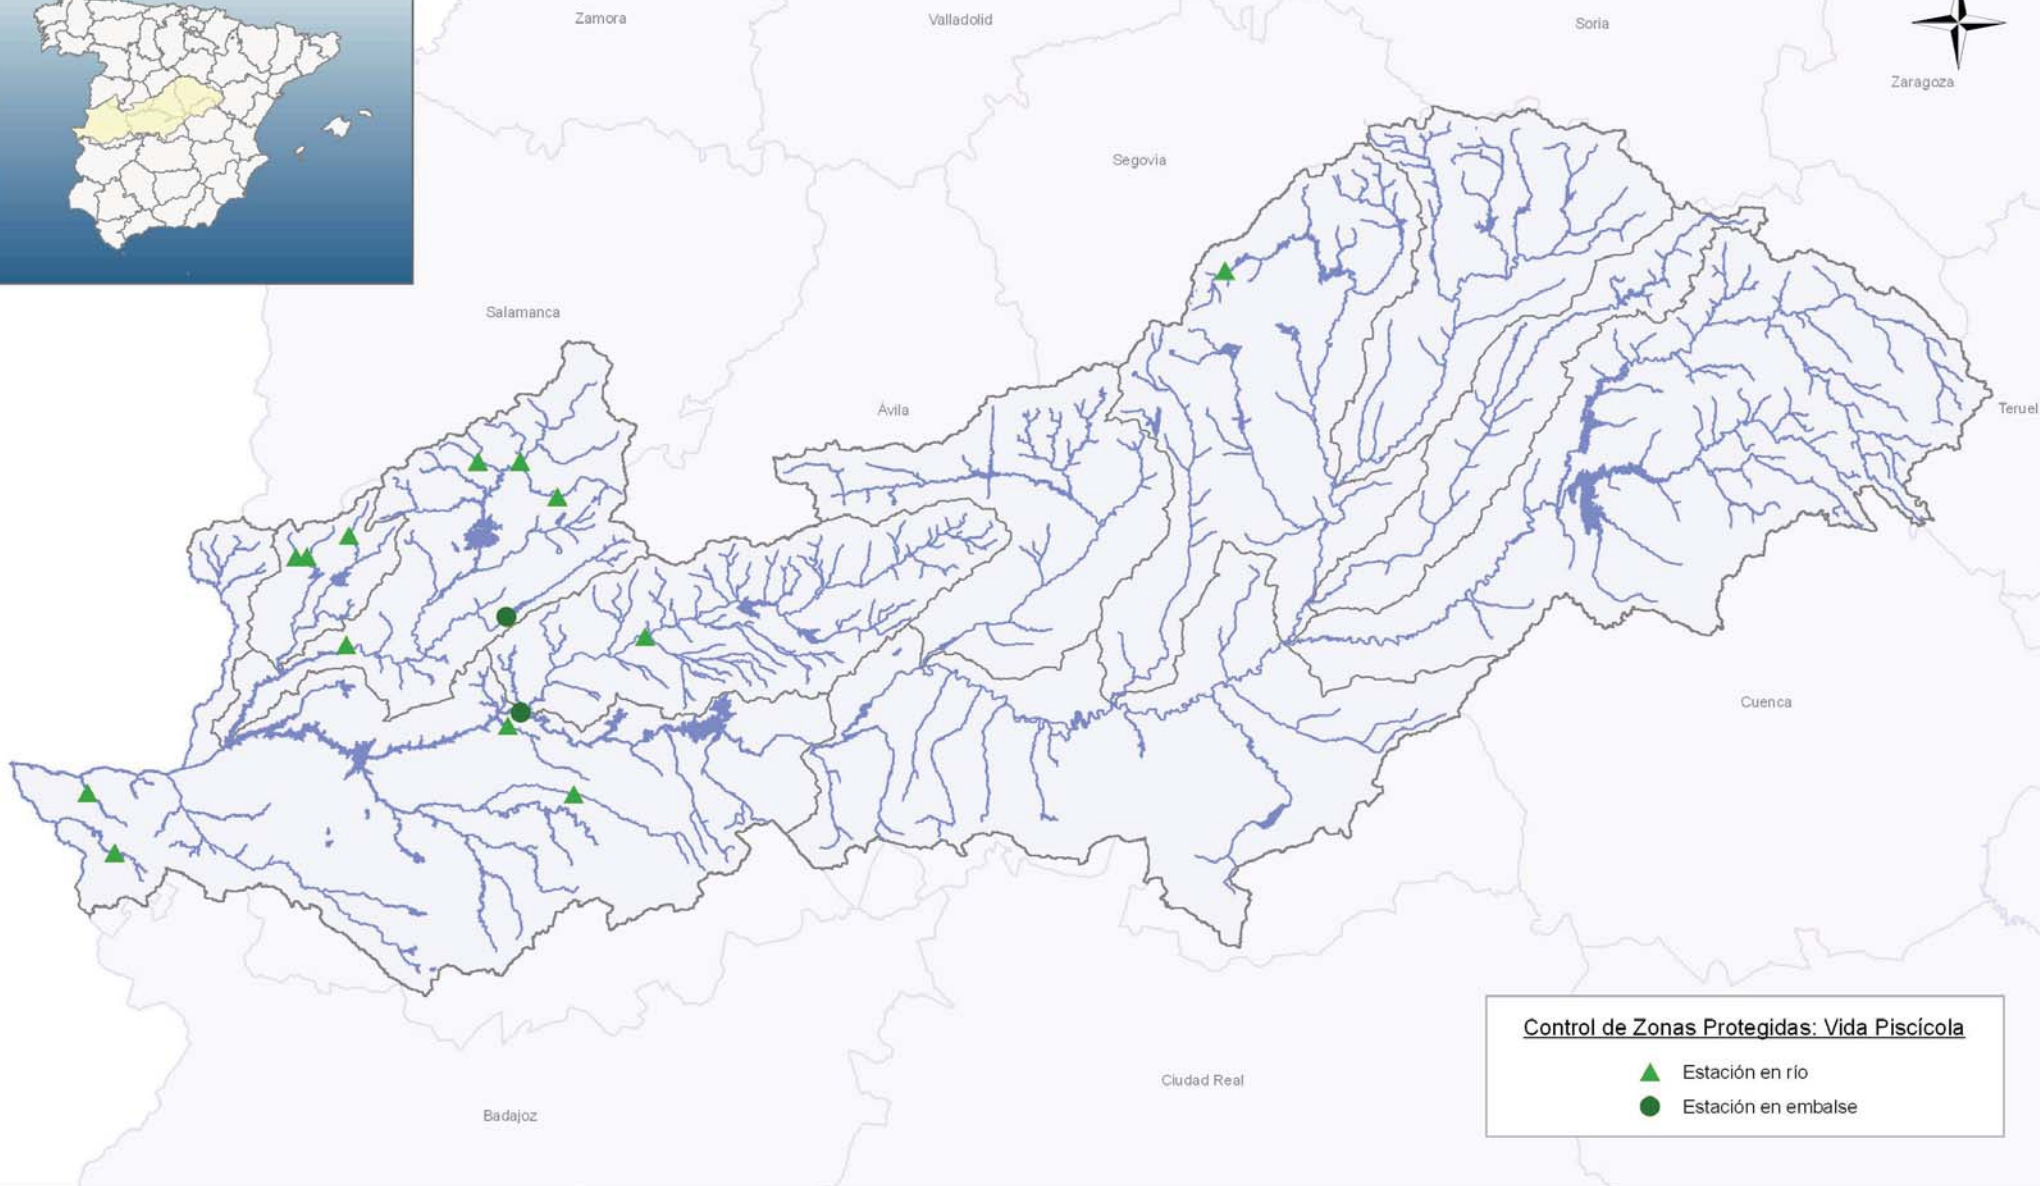 Zamora
Valladolid
Soria
Zaragoza
Segovia
Salamanca
Ávila
Teruel
Cuenca
Control de Zonas Protegidas: Vida Piscícola
Estación en río
Estación en embalse
Ciudad Real
Badajoz